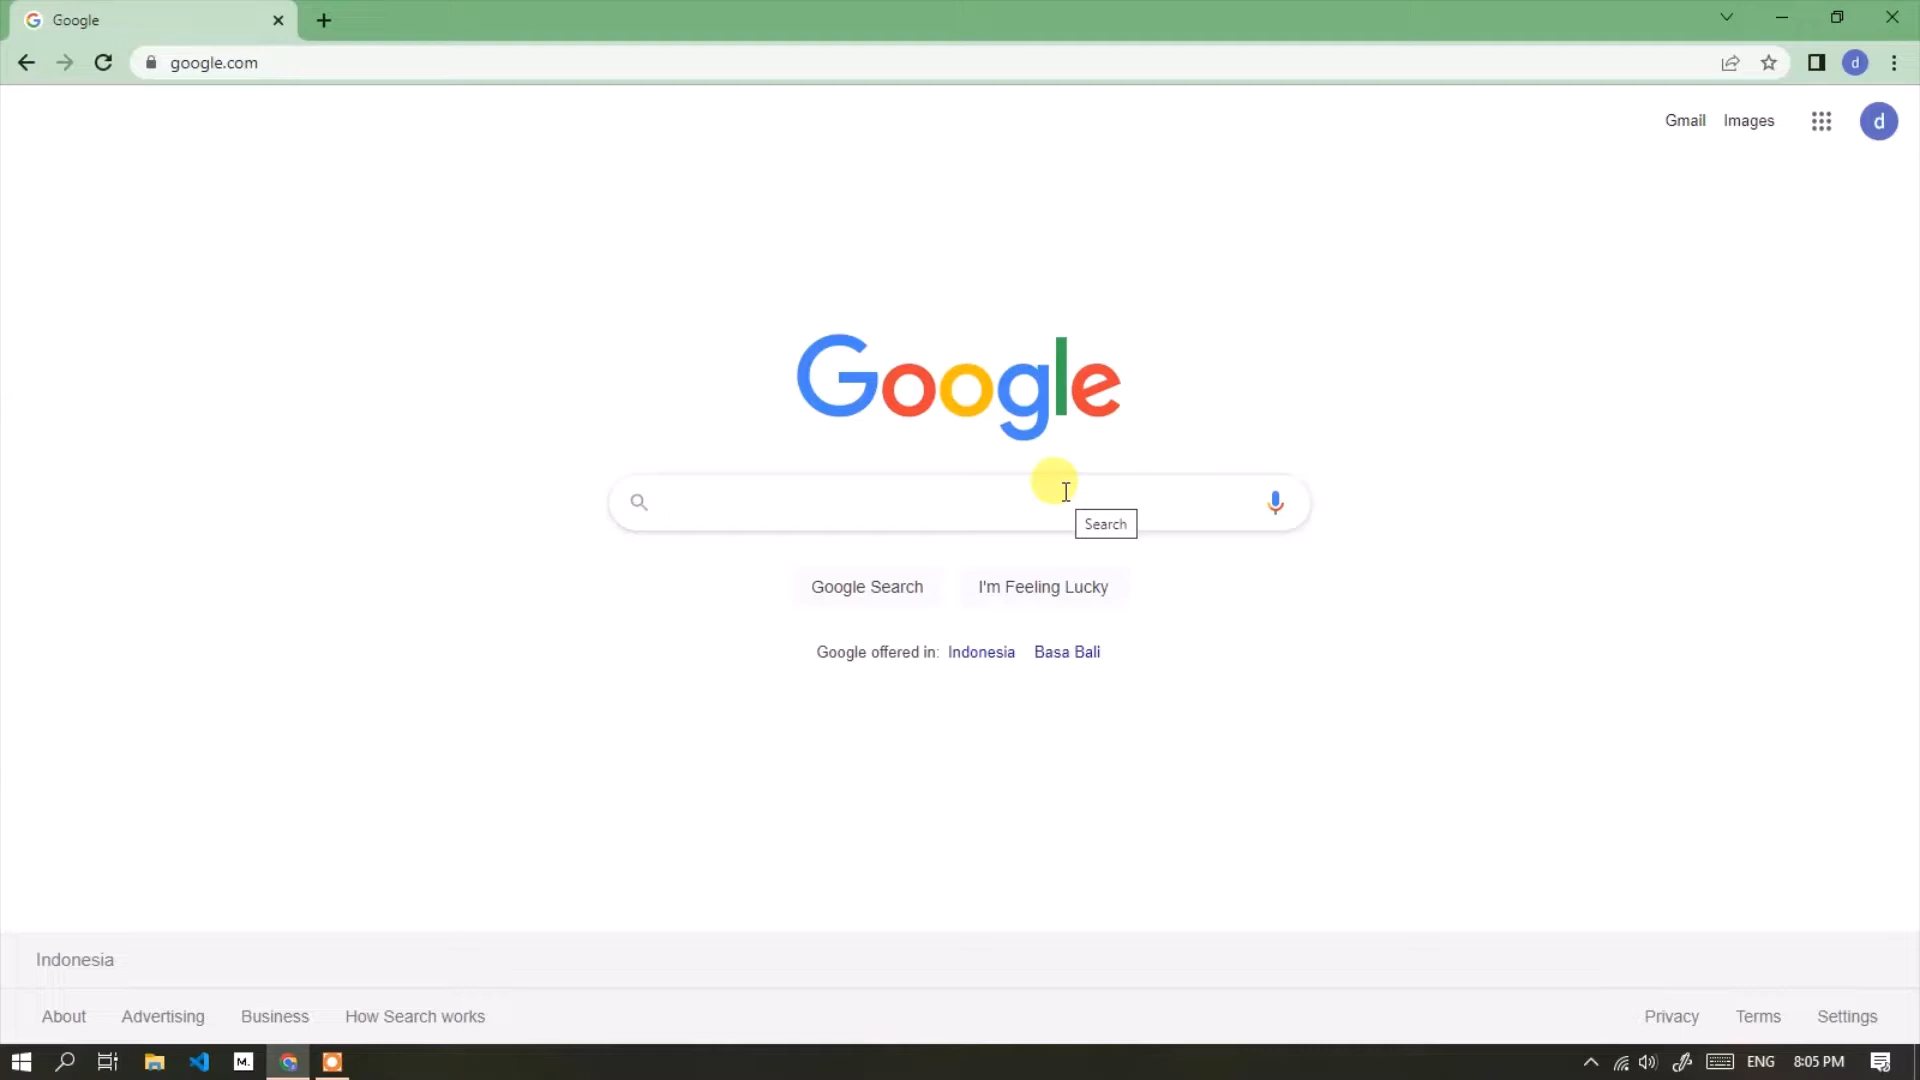 Google
google.com
Gmail Images
d
d
Google
Search
Google Search I'm Feeling Lucky
Google offered in: Indonesia Basa Bali
Indonesia
About Advertising Business How Search works Privacy Terms Settings
M. ENG 8:05 PM